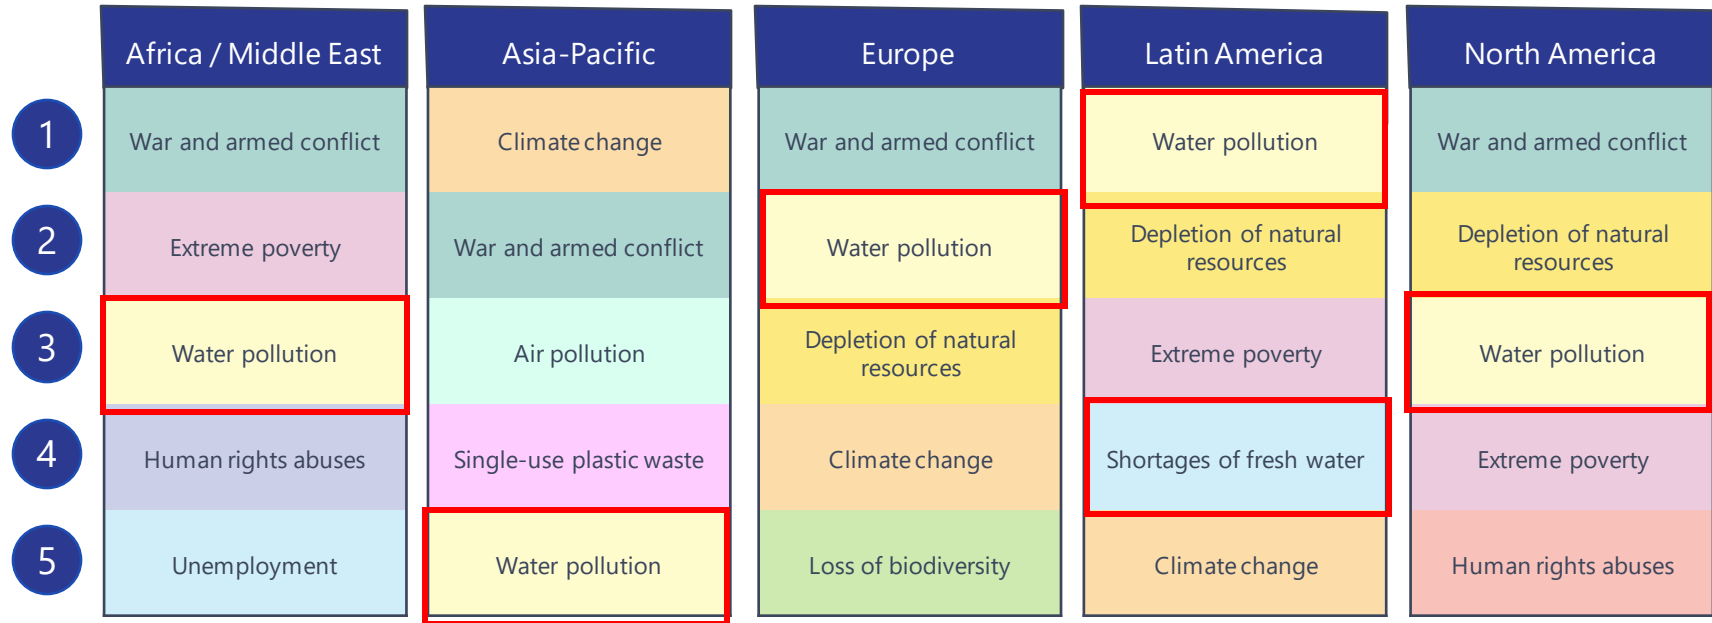 Africa / Middle East
Asia-Pacific
Europe
Latin America
North America
1
War and armed conflict
Climate change
War and armed conflict
Water pollution
War and armed conflict
2
Extreme poverty
War and armed conflict
Water pollution
Depletion of natural
resources
Depletion of natural
resources
3
Water pollution
Air pollution
Depletion of natural
resources
Extreme poverty
Water pollution
4
Human rights abuses
Single-use plastic waste
Climate change
Shortages of fresh water
Extreme poverty
5
Unemployment
Water pollution
Loss of biodiversity
Climate change
Human rights abuses